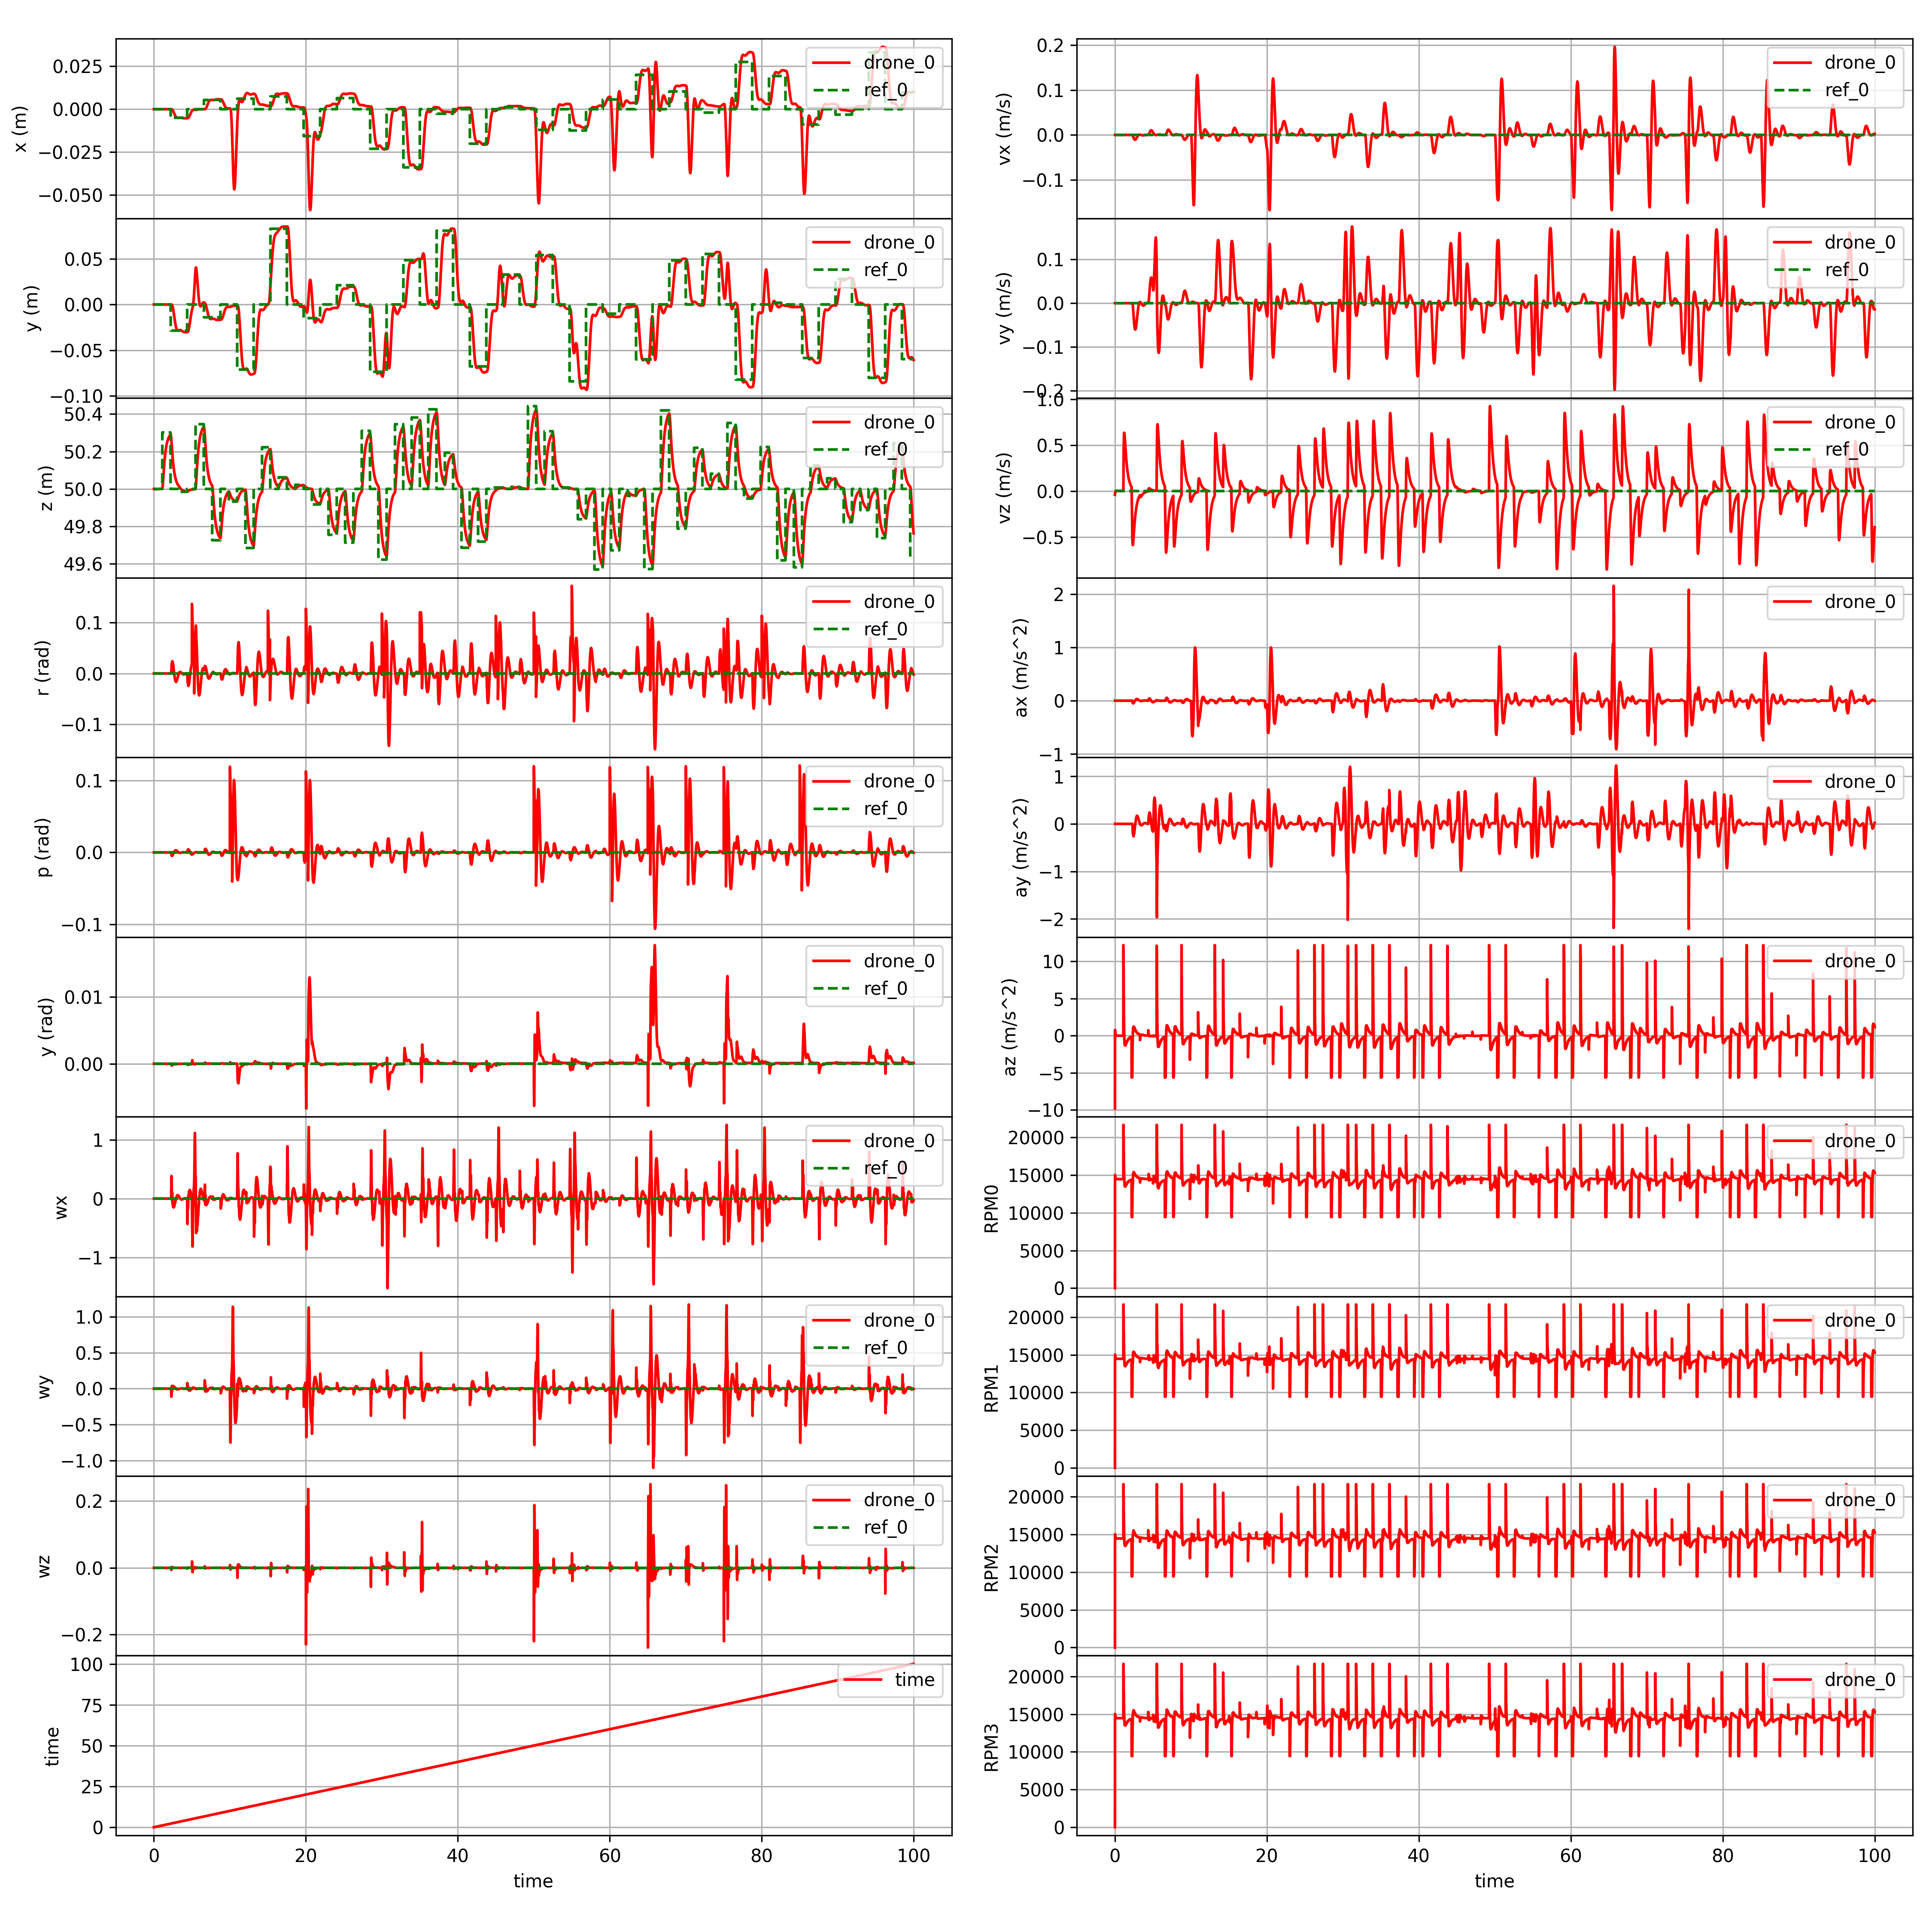 x (m)
0.025
0.000
−0.025
−0.050
drone_0
ref_0
y (m)
0.05
0.00
−0.05
−0.10
drone_0
ref_0
z (m)
50.4
50.2
50.0
49.8
49.6
drone_0
ref_0
r (rad)
0.1
0.0
−0.1
drone_0
ref_0
p (rad)
0.1
0.0
−0.1
drone_0
ref_0
y (rad)
0.01
0.00
drone_0
ref_0
wx
1
0
−1
drone_0
ref_0
wy
1.0
0.5
0.0
−0.5
−1.0
drone_0
ref_0
wz
0.2
0.0
−0.2
drone_0
ref_0
time
100
75
50
25
0
time
0 20 40 60 80 100
time
vx (m/s)
0.2
0.1
0.0
−0.1
drone_0
ref_0
vy (m/s)
0.1
0.0
−0.1
−0.2
drone_0
ref_0
vz (m/s)
1.0
0.5
0.0
−0.5
drone_0
ref_0
ax (m/s^2)
2
1
0
−1
drone_0
ay (m/s^2)
1
0
−1
−2
drone_0
az (m/s^2)
10
5
0
−5
−10
drone_0
RPM0
20000
15000
10000
5000
0
drone_0
RPM1
20000
15000
10000
5000
0
drone_0
RPM2
20000
15000
10000
5000
0
drone_0
RPM3
20000
15000
10000
5000
0
drone_0
0 20 40 60 80 100
time